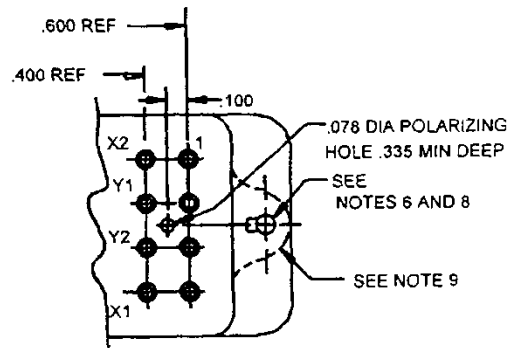 .600 REF
.400 REF
.100
X2
1
Y1
Y2
X1
.078 DIA POLARIZING
HOLE .335 MIN DEEP
SEE
NOTES 6 AND 8
SEE NOTE 9